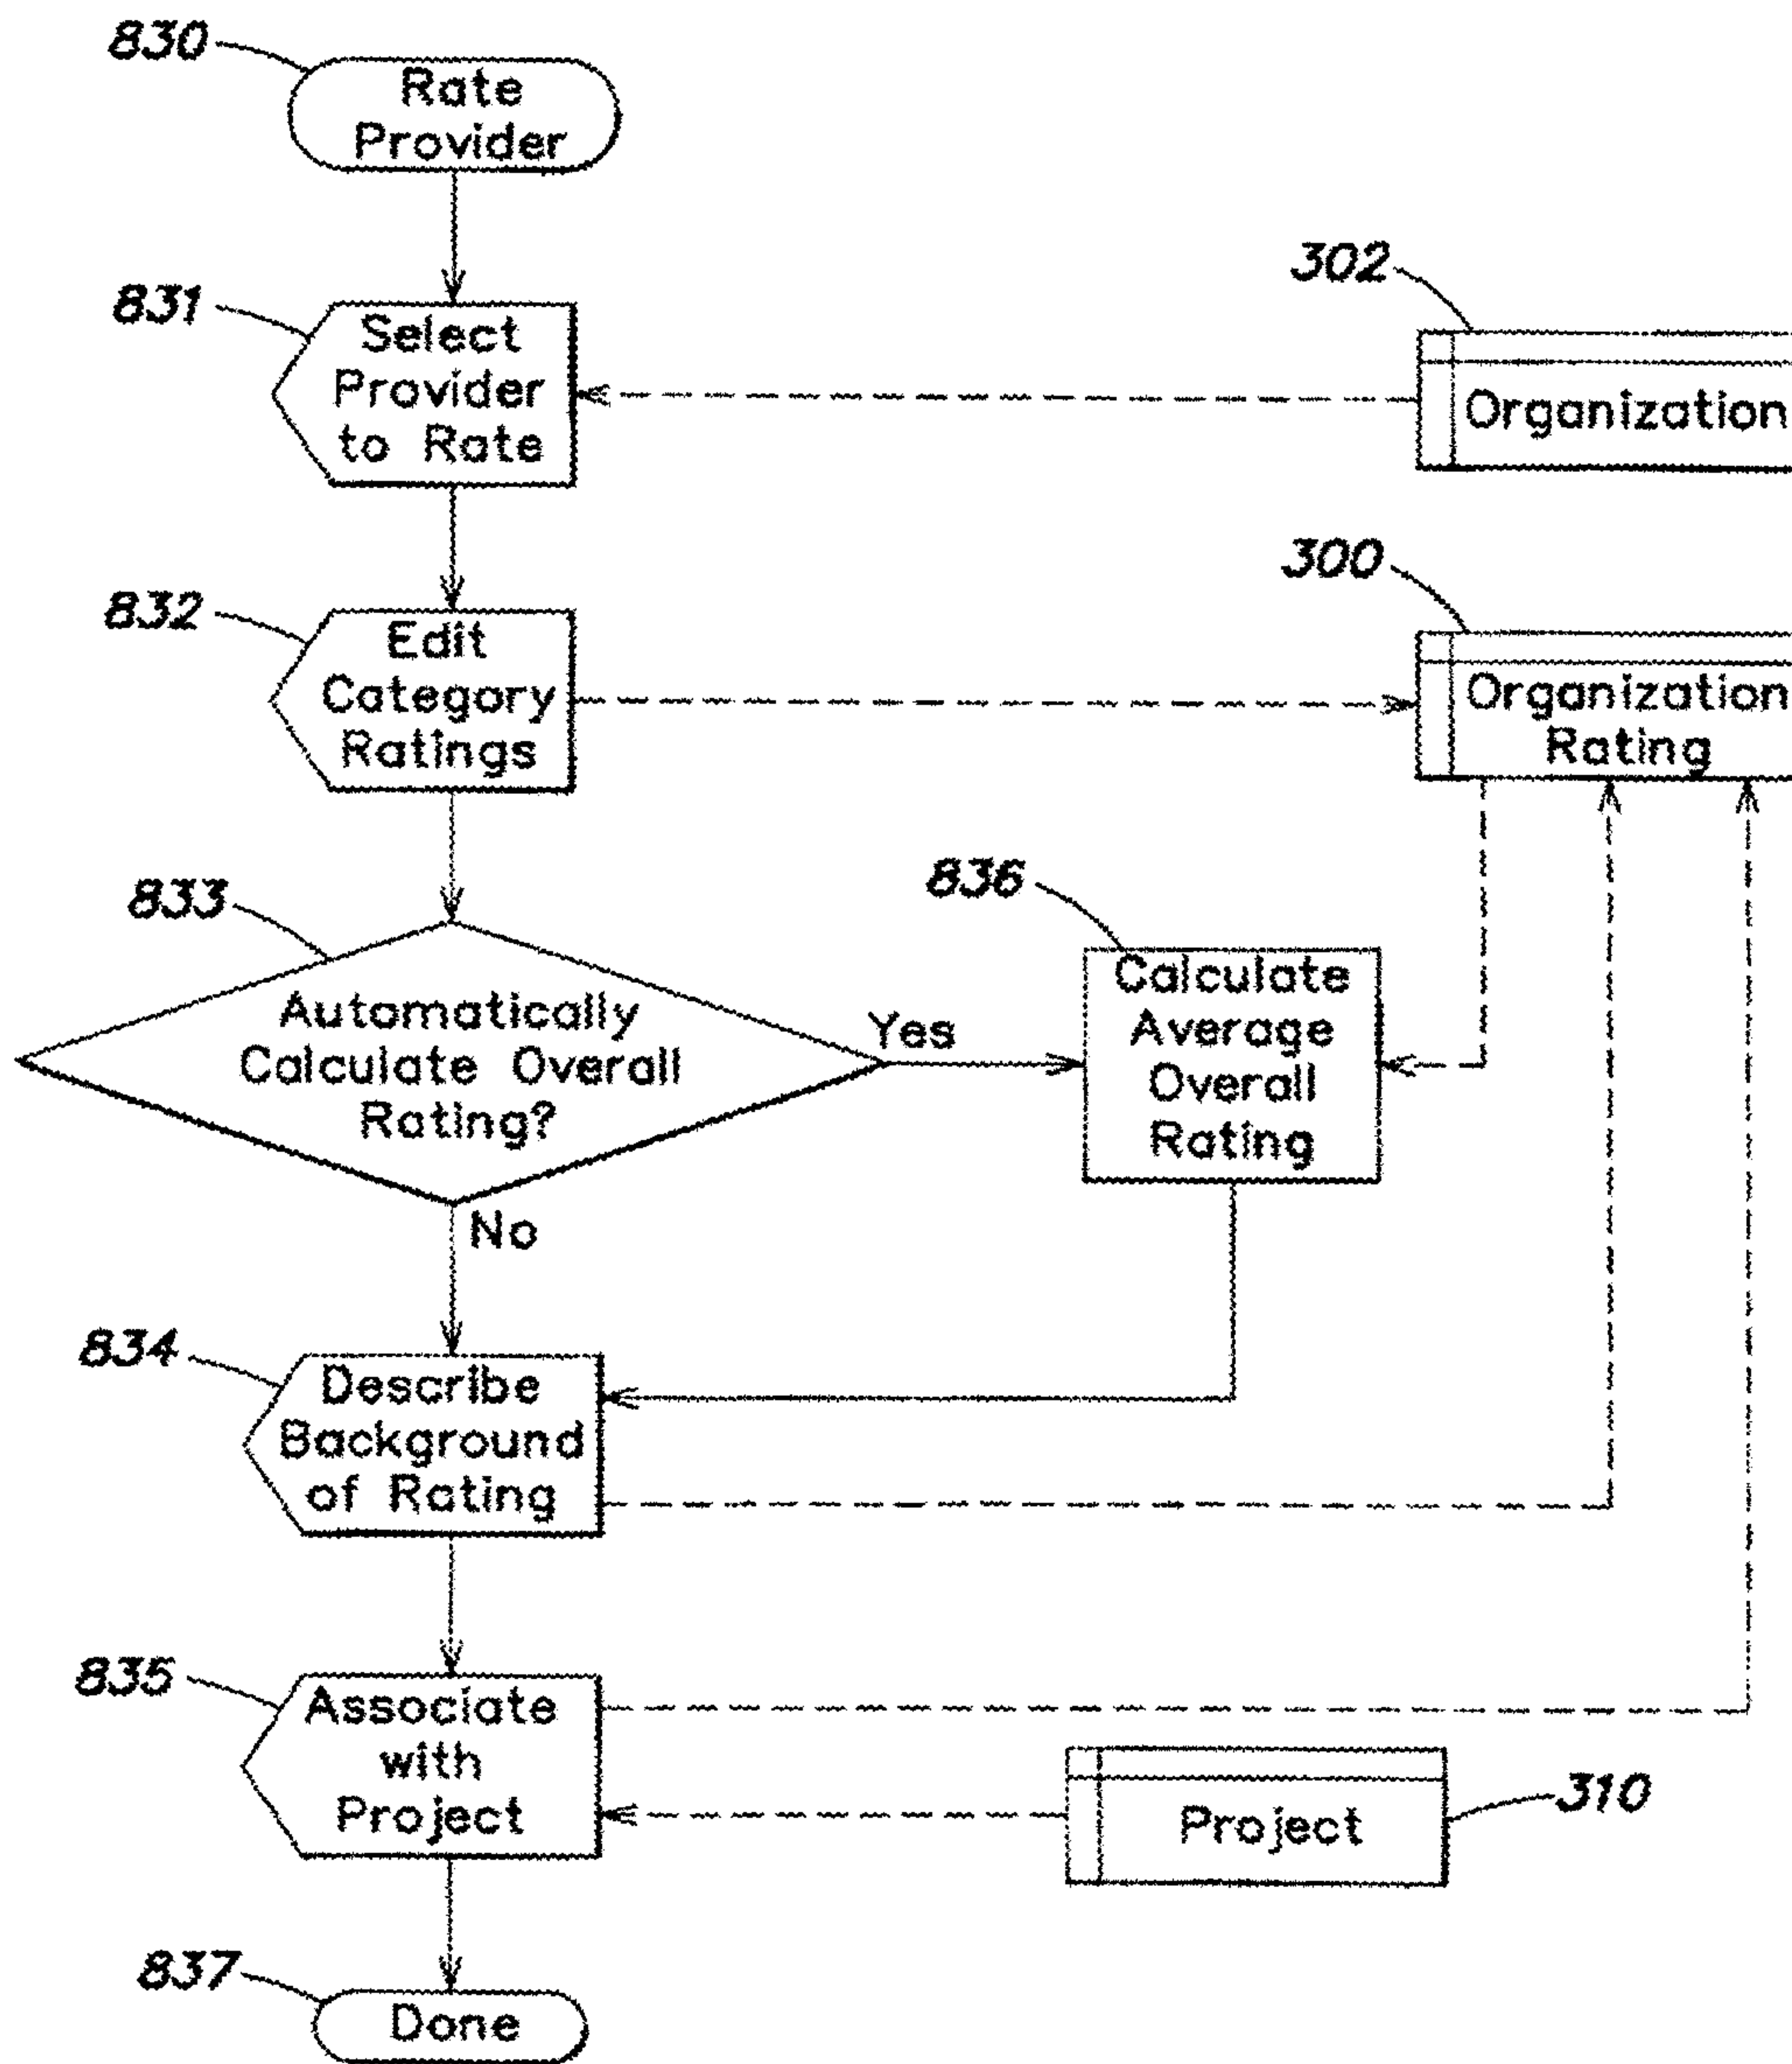 830
Rate
Provider
831
Select
Provider
to Rate
302
Organization
832
Edit
Category
Ratings
300
Organization
Rating
833
Automatically
Calculate Overall
Rating?
Yes
No
836
Calculate
Average
Overall
Rating
834
Describe
Background
of Rating
835
Associate
with
Project
Project
310
837
Done